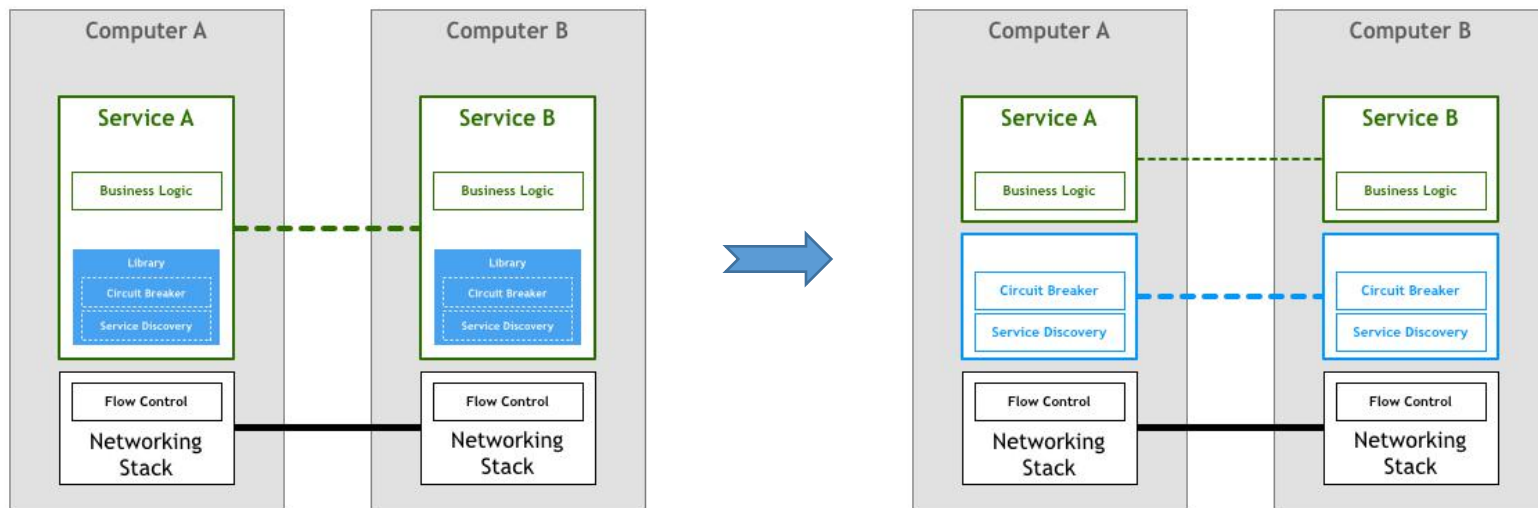 Computer A
Computer B
Service A
Service B
Business Logic
Business Logic
Library
Library
Circuit Breaker
Circuit Breaker
Service Discovery
Service Discovery
Flow Control
Flow Control
Networking
Stack
Networking
Stack
Computer A
Computer B
Service A
Service B
Business Logic
Business Logic
Circuit Breaker
Circuit Breaker
Service Discovery
Service Discovery
Flow Control
Flow Control
Networking
Stack
Networking
Stack